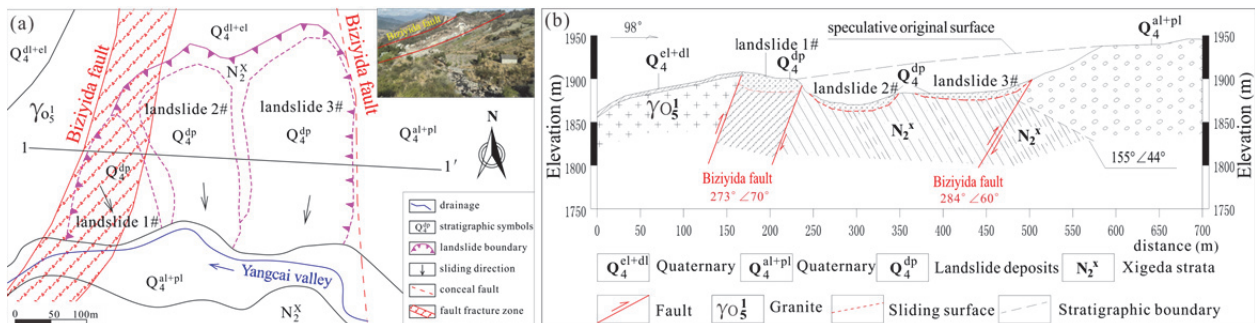 (a)
Q₄ᵈˡ⁺ᵉˡ
Q₄ᵈˡ⁺ᵉˡ
Biziyida fault
N₂ˣ
Biziyida fault
Biziyida fault
γo₅¹
landslide 2#
landslide 3#
Q₄ᵈᵖ
Q₄ᵈᵖ
Q₄ᵃˡ⁺ᵖˡ
N
1
1′
Q₄ᵈᵖ
landslide 1#
Yangcai valley
Q₄ᵃˡ⁺ᵖˡ
N₂ˣ
0 50 100m
drainage
Q₄ᵈᵖ stratigraphic symbols
landslide boundary
sliding direction
conceal fault
fault fracture zone
(b)
98°
speculative original surface
Q₄ᵃˡ⁺ᵖˡ
Q₄ᵉˡ⁺ᵈˡ
landslide 1#
Q₄ᵈᵖ
Q₄ᵈᵖ
landslide 2#
landslide 3#
γo₅¹
N₂ˣ
N₂ˣ
155°∠44°
Biziyida fault
273° ∠70°
Biziyida fault
284° ∠60°
Elevation (m)
1950
1900
1850
1800
1750
Elevation (m)
1950
1900
1850
1800
1750
0 50 100 150 200 250 300 350 400 450 500 550 600 650 700
distance (m)
Q₄ᵉˡ⁺ᵈˡ Quaternary Q₄ᵃˡ⁺ᵖˡ Quaternary Q₄ᵈᵖ Landslide deposits N₂ˣ Xigeda strata
Fault γo₅¹ Granite Sliding surface Stratigraphic boundary